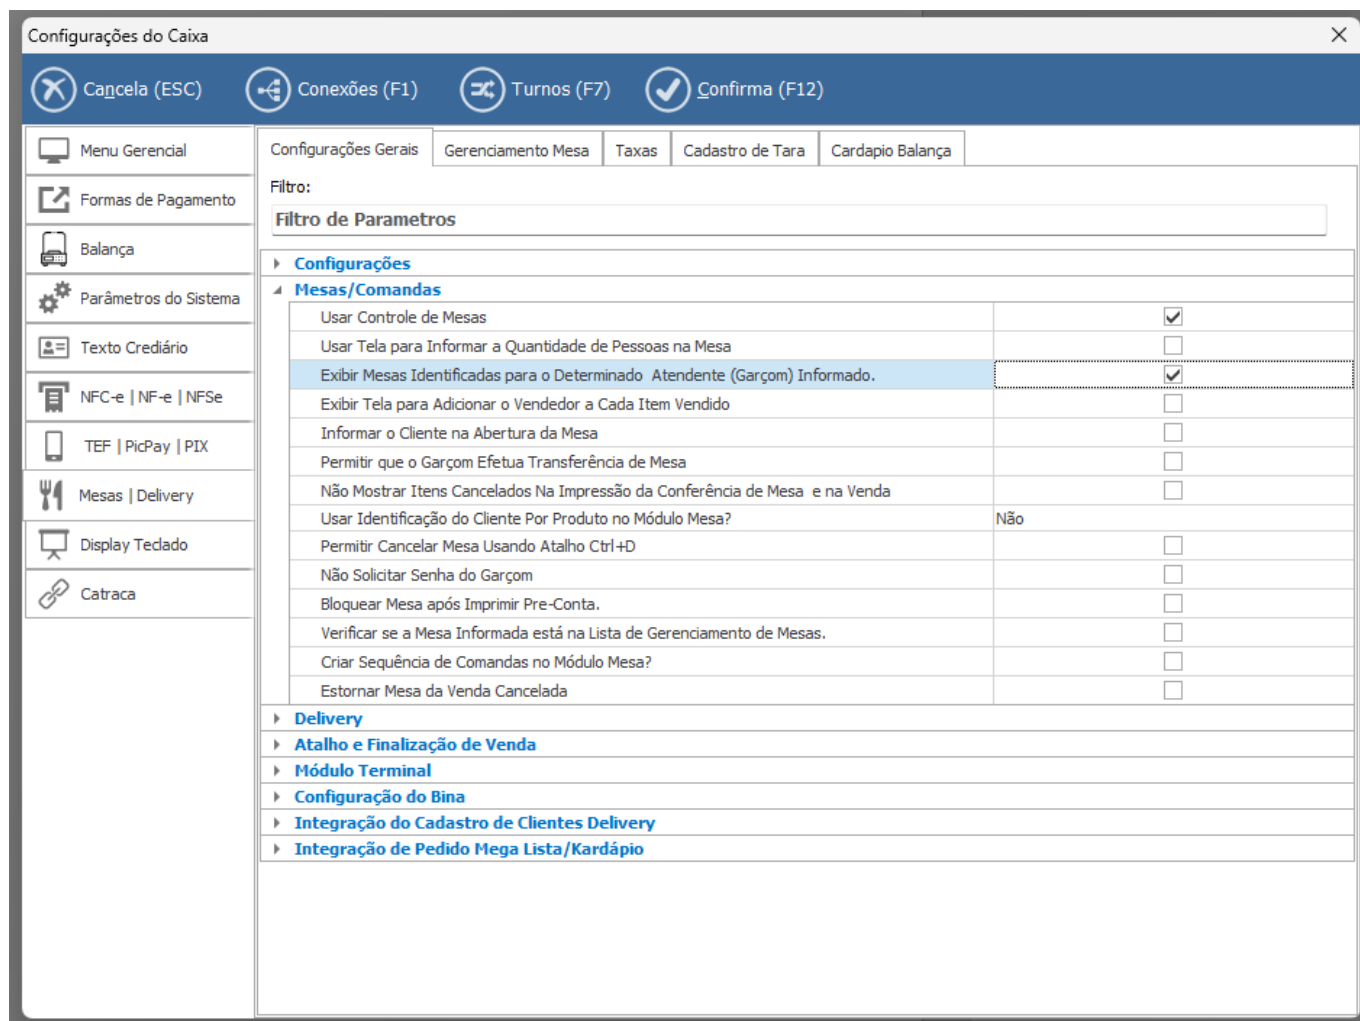 Configurações do Caixa
Cancela (ESC) Conexões (F1) Turnos (F7) Confirma (F12)
Menu Gerencial
Formas de Pagamento
Balança
Parâmetros do Sistema
Texto Crediário
NFC-e | NF-e | NFSe
TEF | PicPay | PIX
Mesas | Delivery
Display Teclado
Catraca
Configurações Gerais Gerenciamento Mesa Taxas Cadastro de Tara Cardapio Balança
Filtro:
Filtro de Parametros
Configurações
Mesas/Comandas
Usar Controle de Mesas
Usar Tela para Informar a Quantidade de Pessoas na Mesa
Exibir Mesas Identificadas para o Determinado  Atendente (Garçom) Informado.
Exibir Tela para Adicionar o Vendedor a Cada Item Vendido
Informar o Cliente na Abertura da Mesa
Permitir que o Garçom Efetua Transferência de Mesa
Não Mostrar Itens Cancelados Na Impressão da Conferência de Mesa  e na Venda
Usar Identificação do Cliente Por Produto no Módulo Mesa? Não
Permitir Cancelar Mesa Usando Atalho Ctrl+D
Não Solicitar Senha do Garçom
Bloquear Mesa após Imprimir Pre-Conta.
Verificar se a Mesa Informada está na Lista de Gerenciamento de Mesas.
Criar Sequência de Comandas no Módulo Mesa?
Estornar Mesa da Venda Cancelada
Delivery
Atalho e Finalização de Venda
Módulo Terminal
Configuração do Bina
Integração do Cadastro de Clientes Delivery
Integração de Pedido Mega Lista/Kardápio